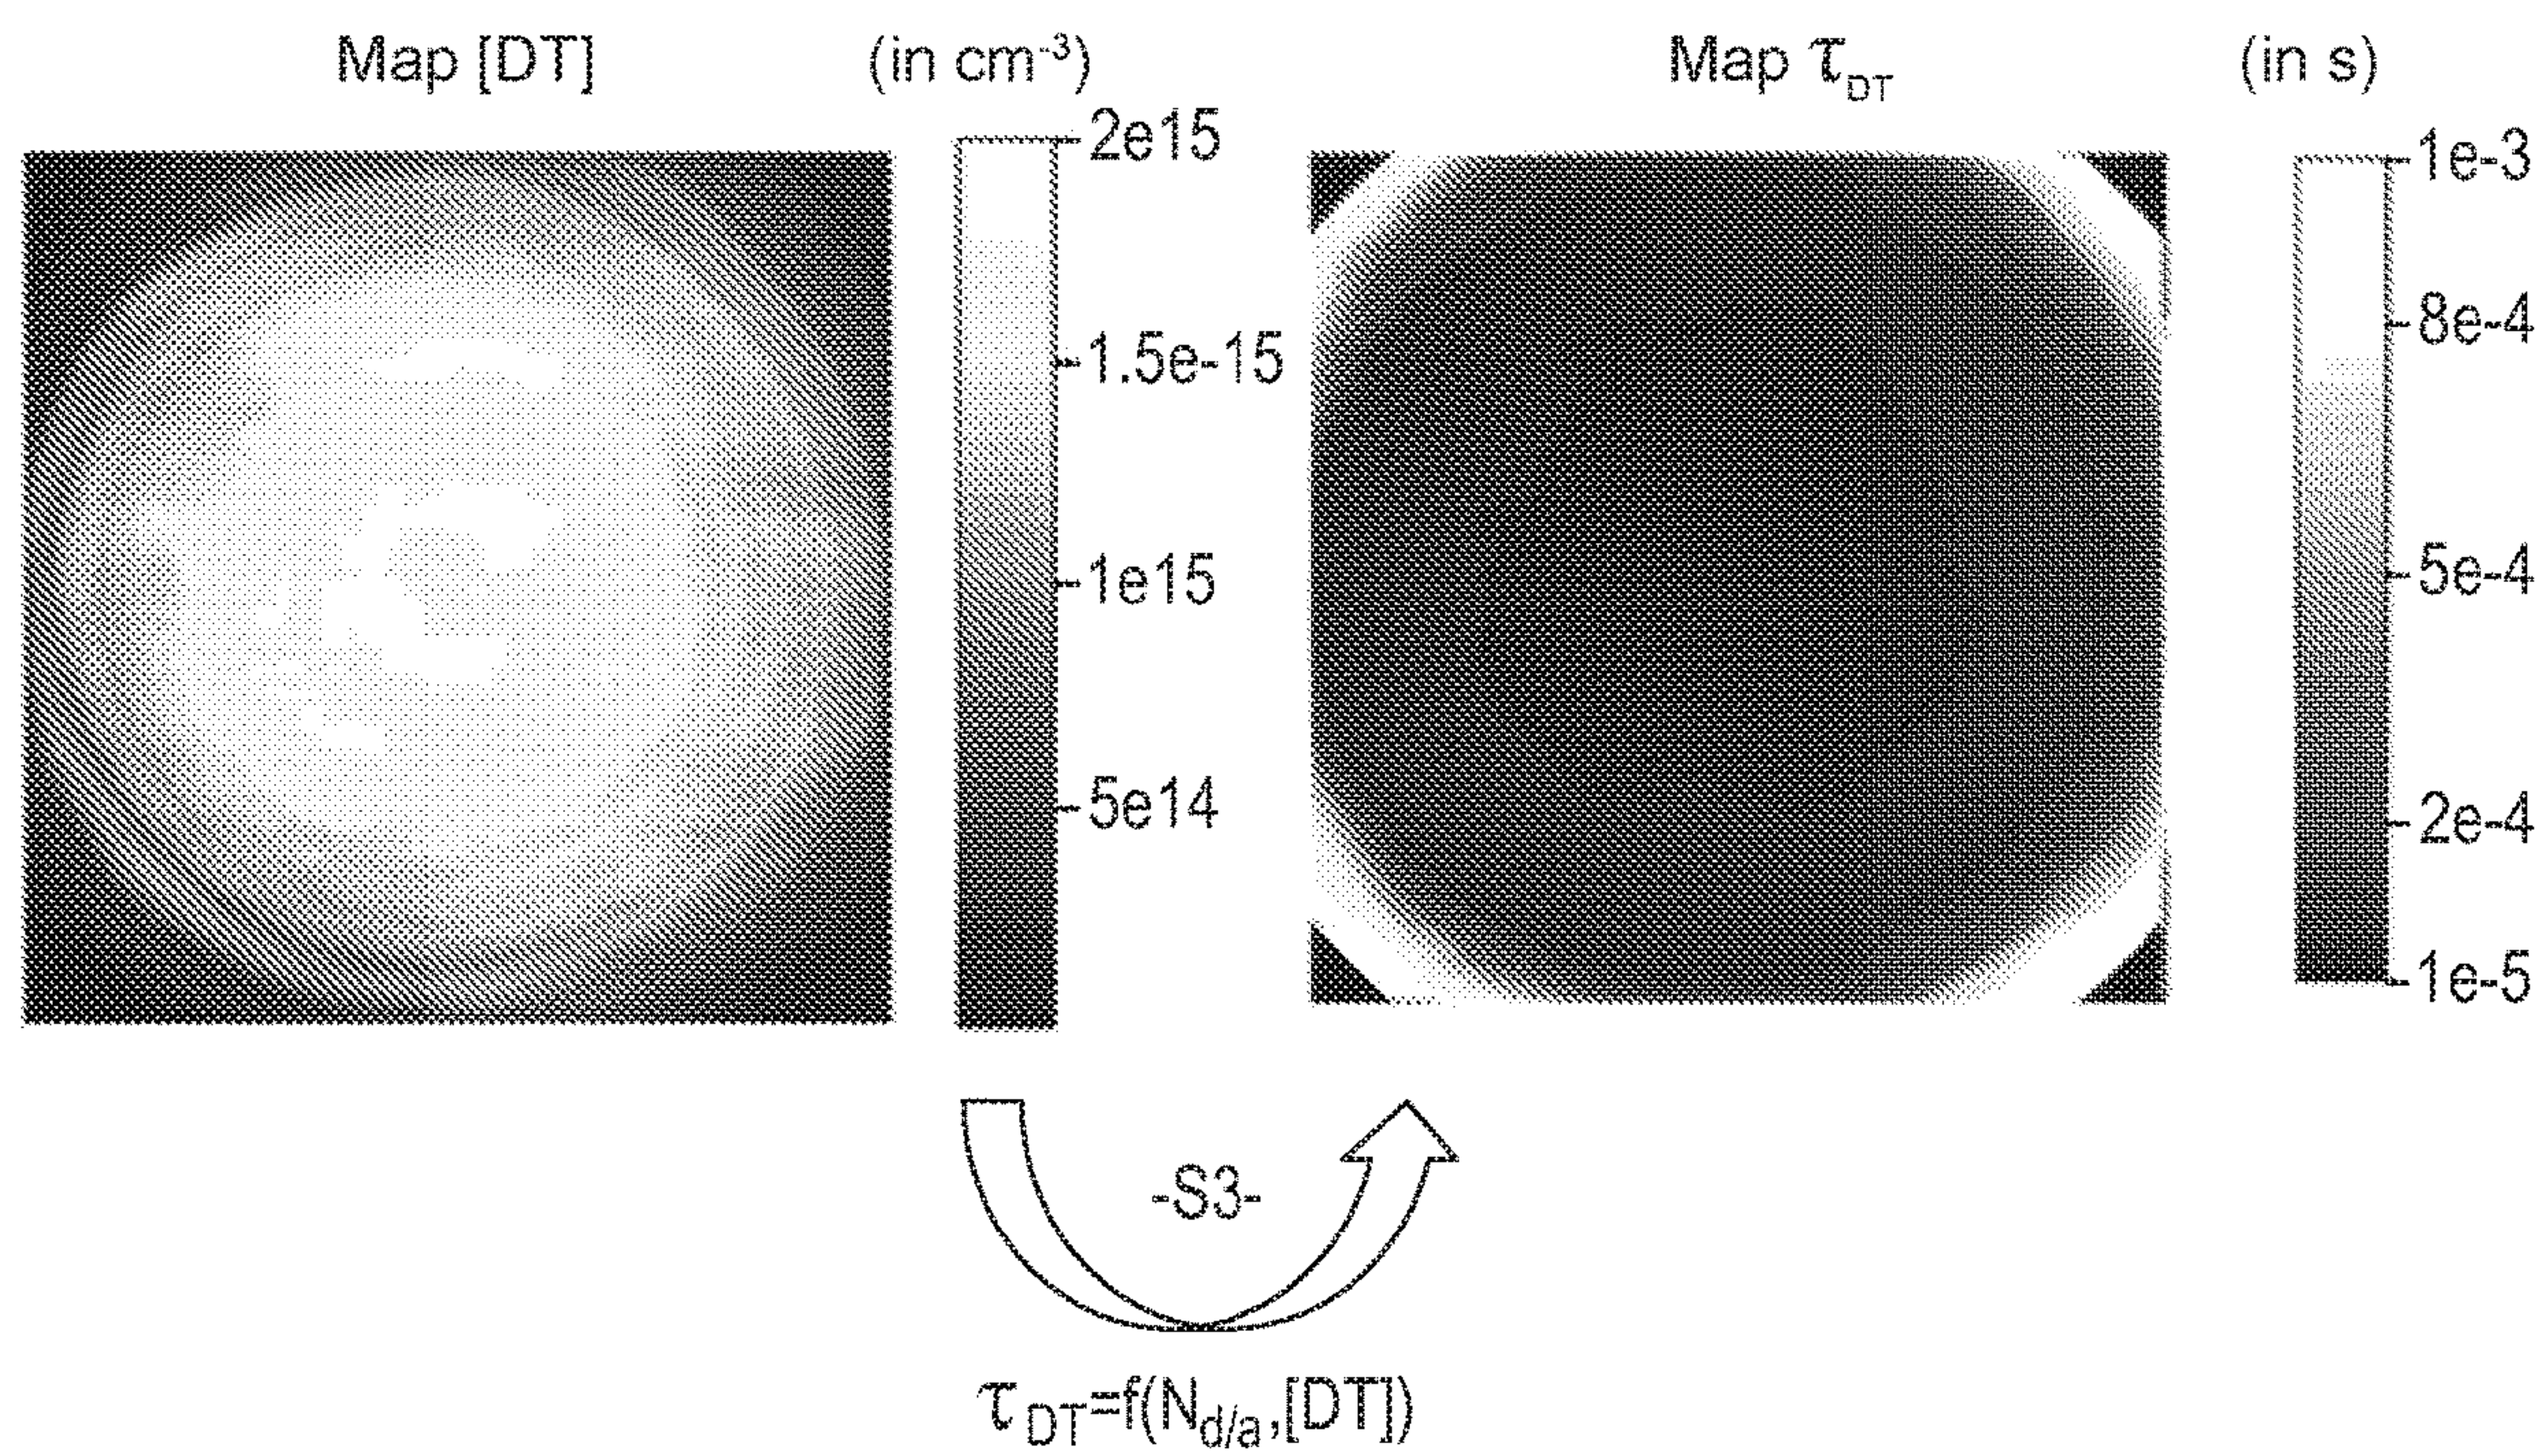 Map [DT] (in cm⁻³)
2e15
1.5e-15
1e15
5e14
Map τDT (in s)
1e-3
8e-4
5e-4
2e-4
1e-5
-S3-
τDT=f(Nd/a,[DT])